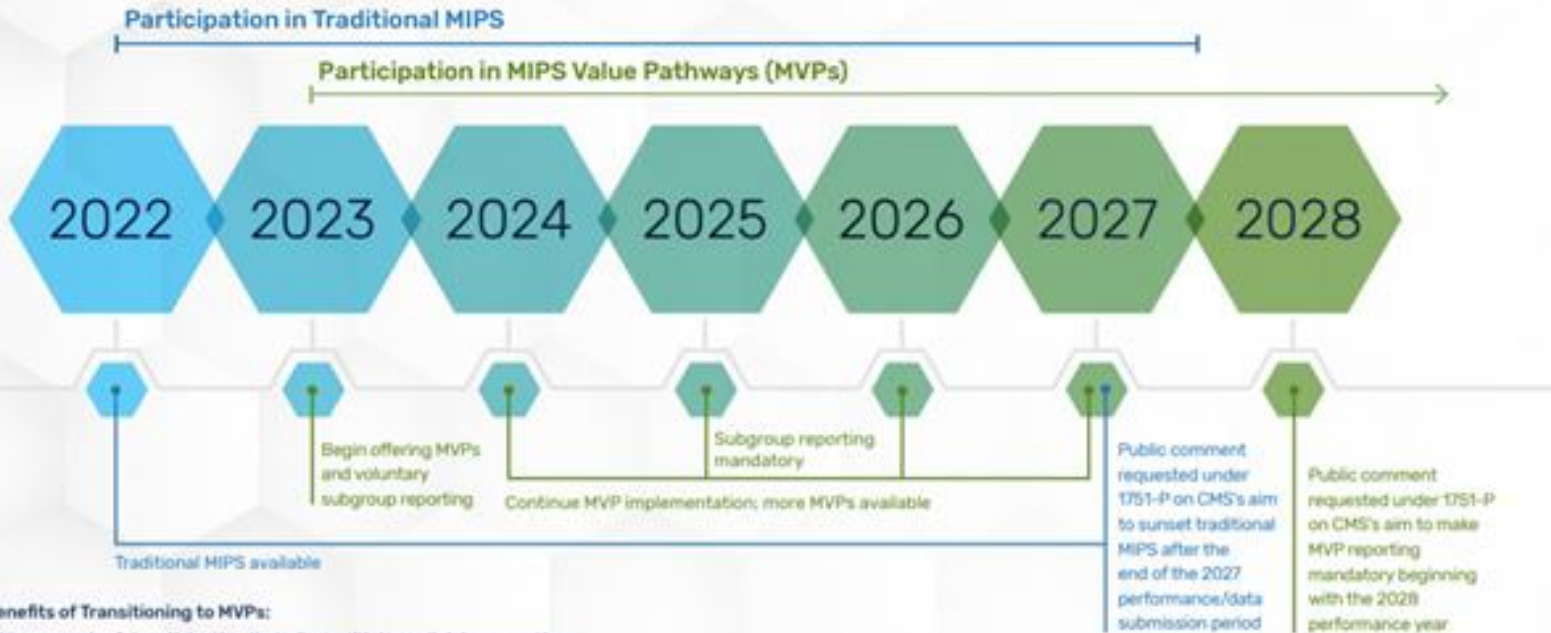 Participation in Traditional MIPS
Participation in MIPS Value Pathways (MVPs)
2022
2023
2024
2025
2026
2027
2028
Begin offering MVPs
and voluntary
subgroup reporting
Subgroup reporting
mandatory
Continue MVP implementation; more MVPs available
Traditional MIPS available
Public comment
requested under
1751-P on CMS's aim
to sunset traditional
MIPS after the
end of the 2027
performance/data
submission period
Public comment
requested under 1751-P
on CMS's aim to make
MVP reporting
mandatory beginning
with the 2028
performance year
enefits of Transitioning to MVPs: